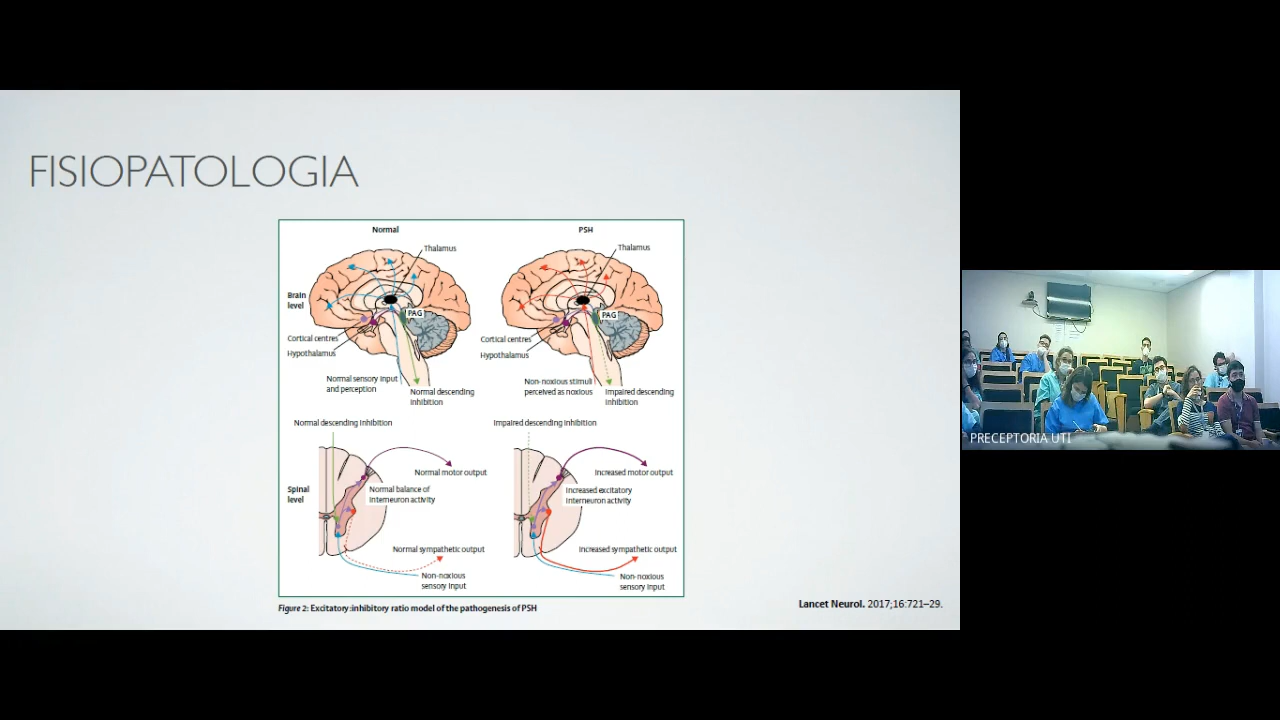 FISIOPATOLOGIA
Normal
PSH
Thalamus
Thalamus
Brain
level
PAG
PAG
Cortical centres
Hypothalamus
Cortical centres
Hypothalamus
Normal sensory input
and perception
Normal descending
inhibition
Non-noxious stimuli
perceived as noxious
Impaired descending
inhibition
Normal descending inhibition
Impaired descending inhibition
Normal motor output
Increased motor output
Spinal
level
Normal balance of
interneuron activity
Increased excitatory
interneuron activity
Normal sympathetic output
Increased sympathetic output
Non-noxious
sensory input
Non-noxious
sensory input
Figure 2: Excitatory:inhibitory ratio model of the pathogenesis of PSH
Lancet Neurol. 2017;16:721–29.
PRECEPTORIA UTI